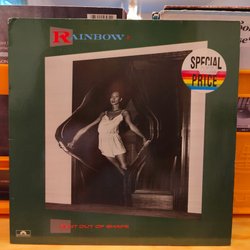 RAINBOW
SPECIAL
PRICE
BENT OUT OF SHAPE